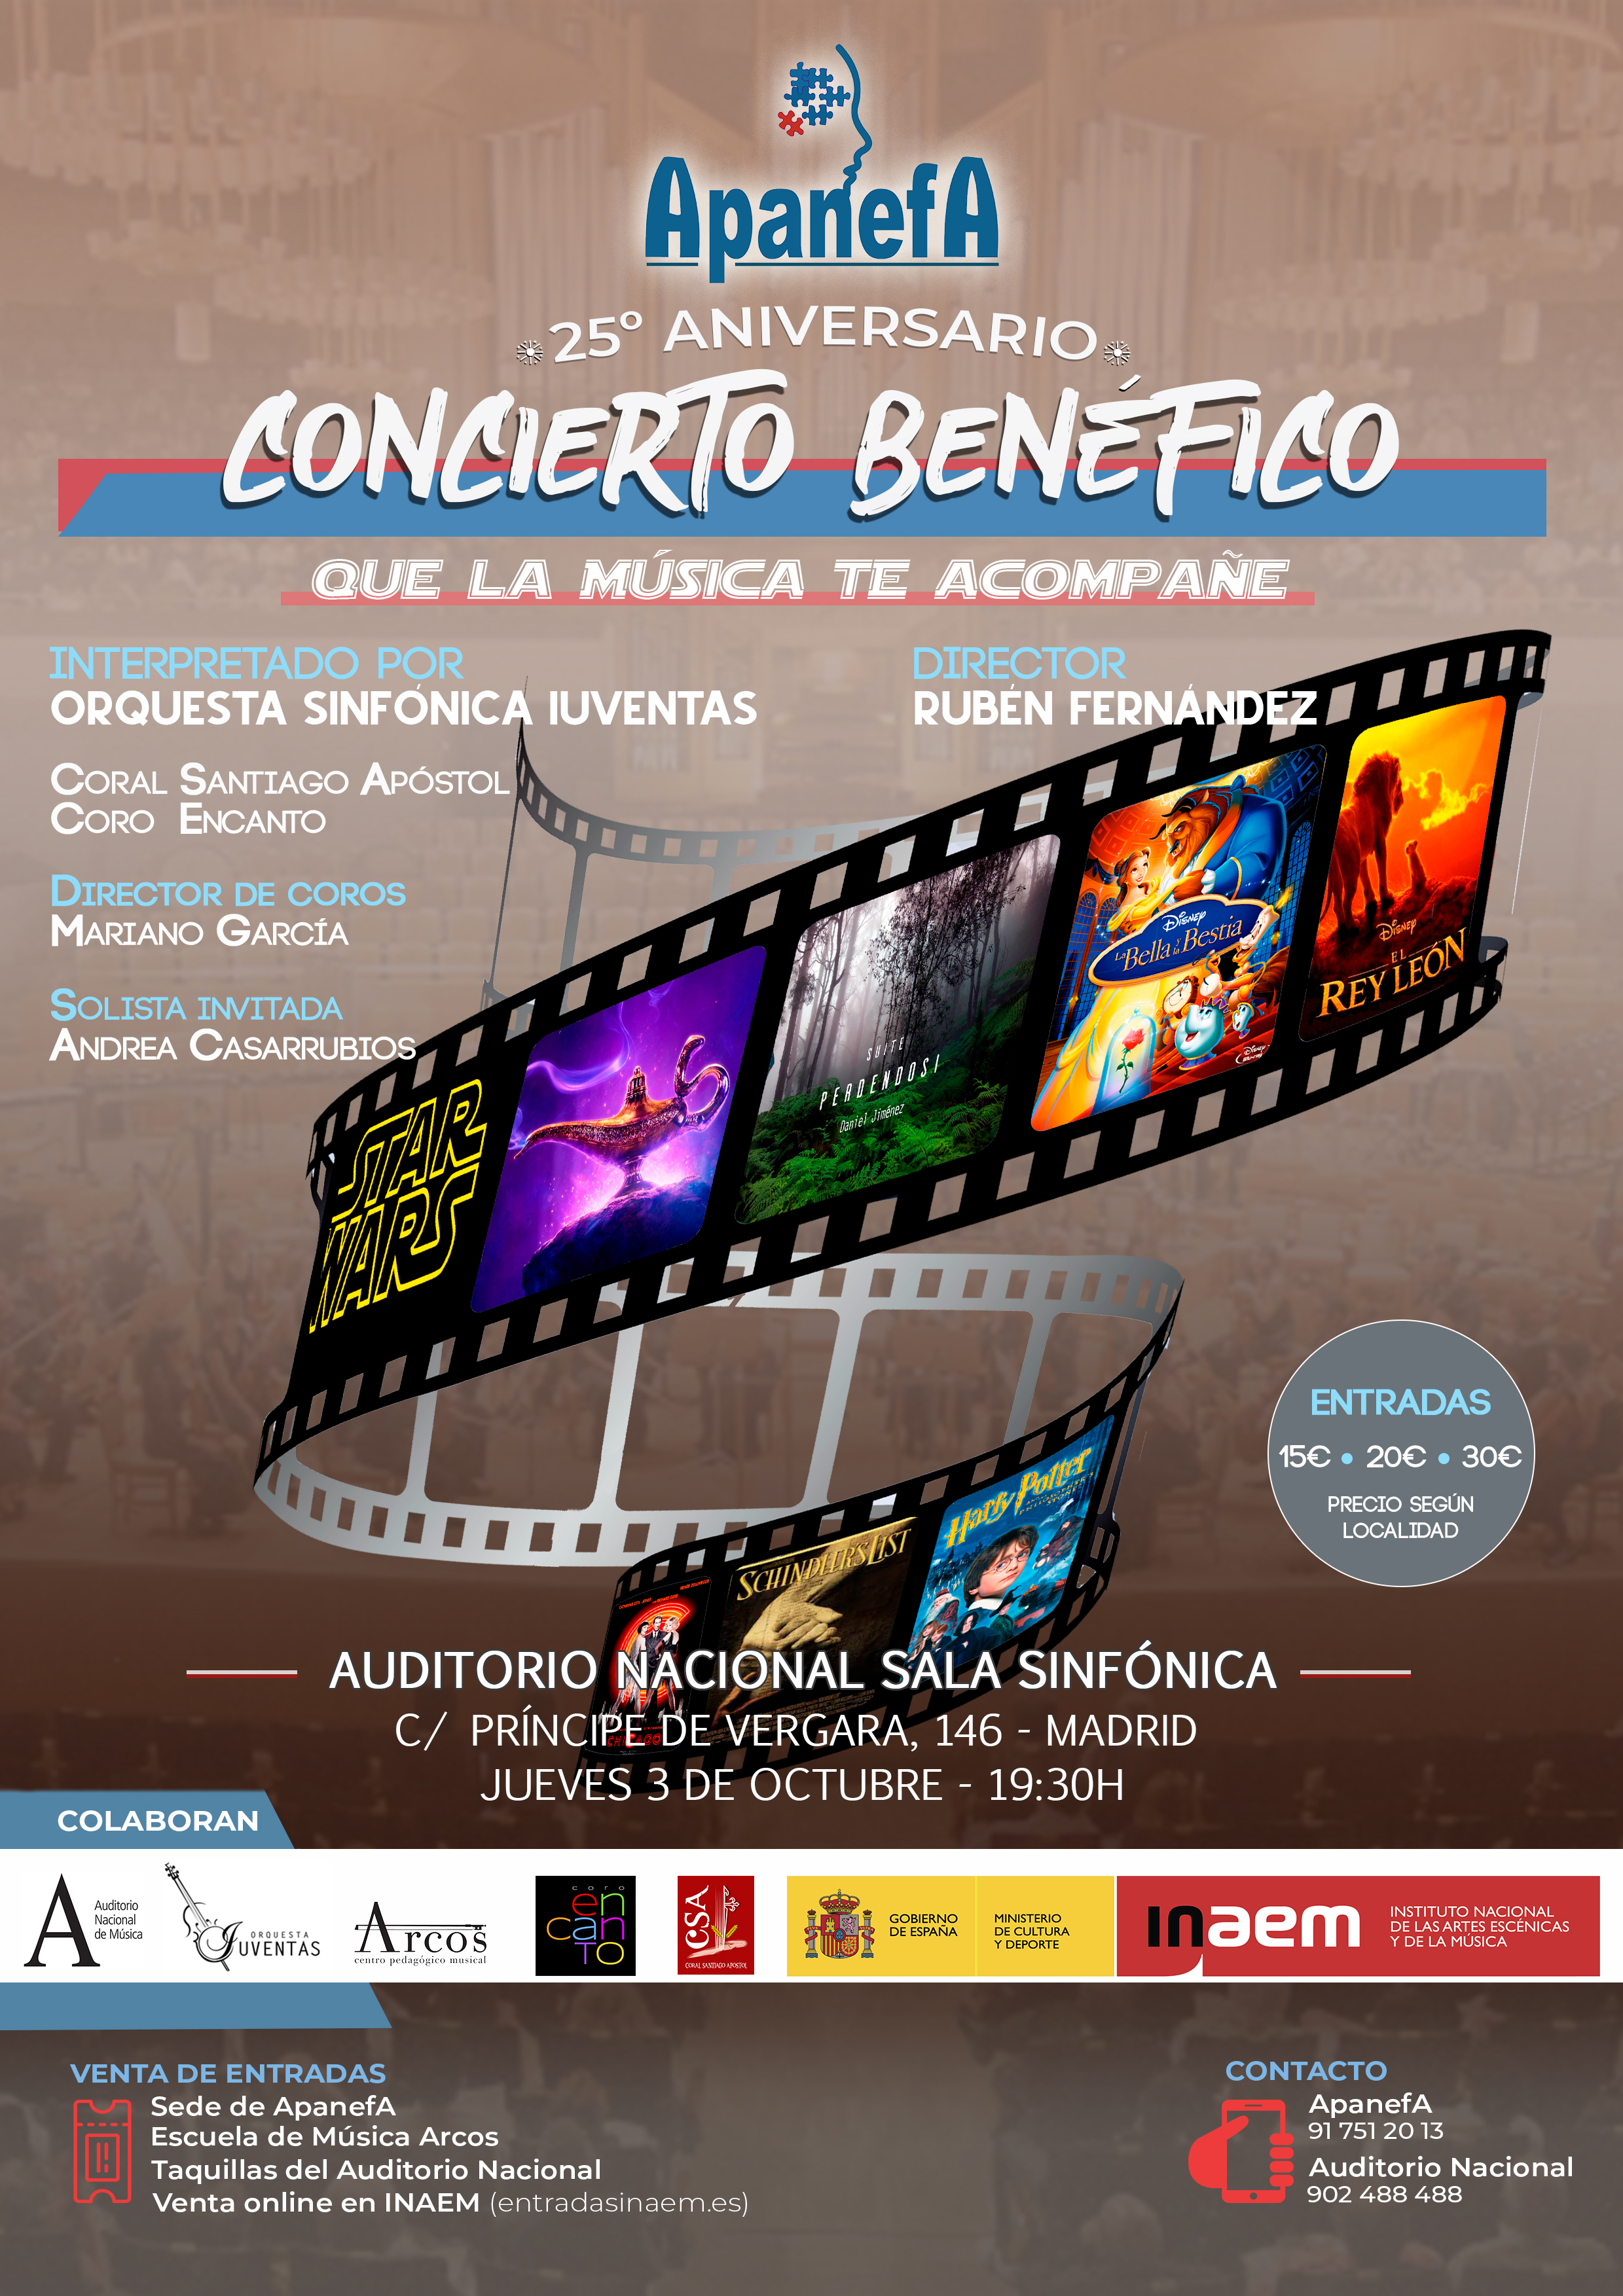 ApanefA
25º ANIVERSARIO
CONCIERTO BENÉFICO
QUE LA MÚSICA TE ACOMPAÑE
INTERPRETADO POR
ORQUESTA SINFÓNICA IUVENTAS
DIRECTOR
RUBÉN FERNÁNDEZ
CORAL SANTIAGO APÓSTOL
CORO ENCANTO
DIRECTOR DE COROS
MARIANO GARCÍA
SOLISTA INVITADA
ANDREA CASARRUBIOS
STAR
WARS
SUITE
PERDENDOSI
Daniel Jiménez
DISNEY
La Bella y la Bestia
DISNEY
EL
REY LEÓN
ENTRADAS
15€ • 20€ • 30€
PRECIO SEGÚN
LOCALIDAD
CHICAGO
SCHINDLER'S LIST
Harry Potter
AUDITORIO NACIONAL SALA SINFÓNICA
C/ PRÍNCIPE DE VERGARA, 146 - MADRID
JUEVES 3 DE OCTUBRE - 19:30H
COLABORAN
A Auditorio
Nacional
de Música
ORQUESTA
IUVENTAS
Arcos
centro pedagógico musical
coro
en
can
to
CSA
CORAL SANTIAGO APOSTOL
GOBIERNO
DE ESPAÑA
MINISTERIO
DE CULTURA
Y DEPORTE
inaem
INSTITUTO NACIONAL
DE LAS ARTES ESCÉNICAS
Y DE LA MÚSICA
VENTA DE ENTRADAS
Sede de ApanefA
Escuela de Música Arcos
Taquillas del Auditorio Nacional
Venta online en INAEM (entradasinaem.es)
CONTACTO
ApanefA
91 751 20 13
Auditorio Nacional
902 488 488